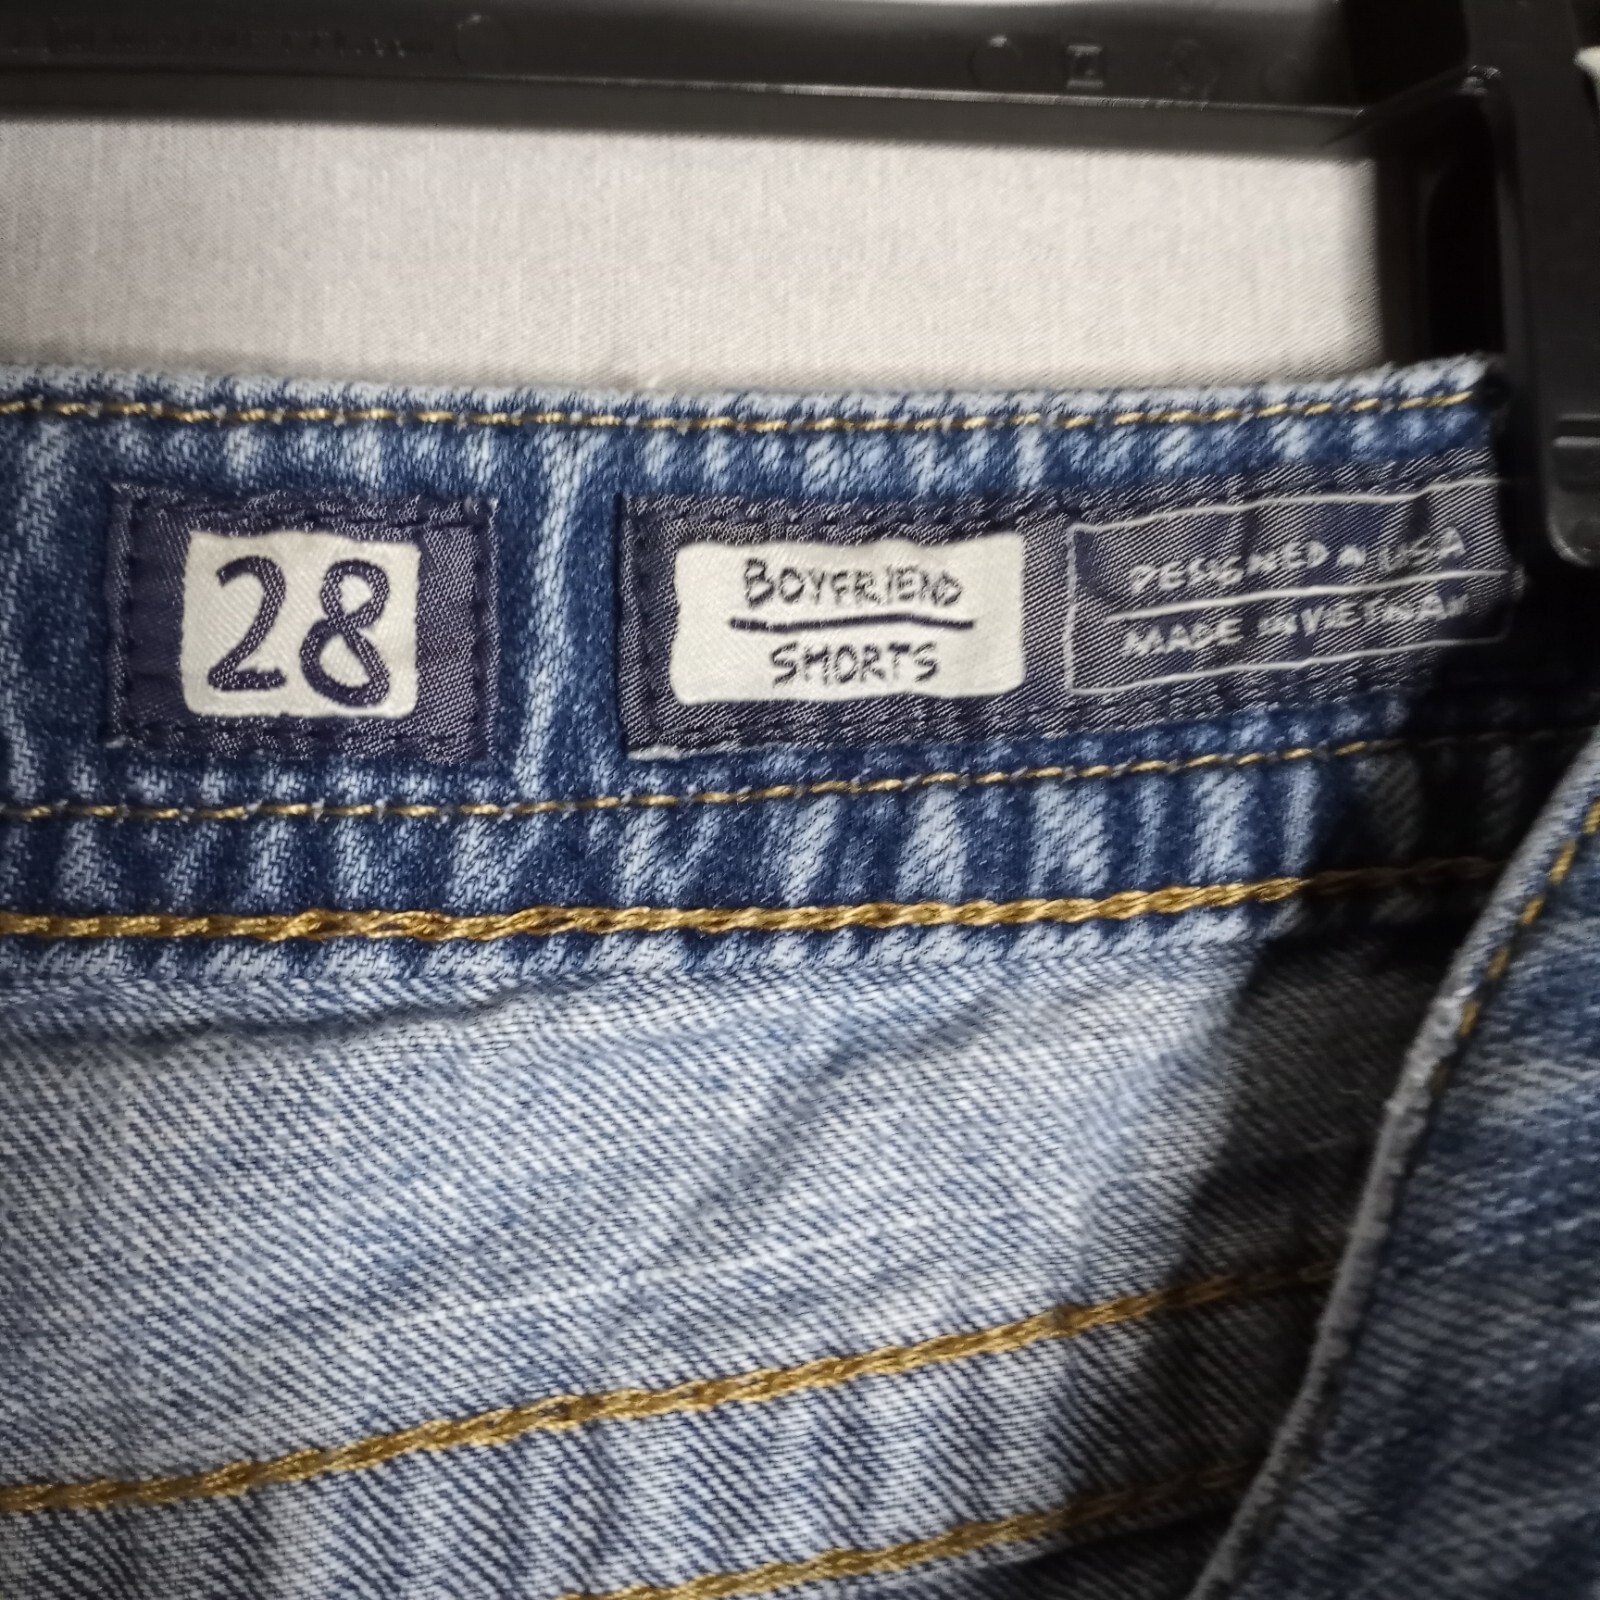 28
BOYFRIEND
SHORTS
DESIGNED IN USA
MADE IN VIETNAM